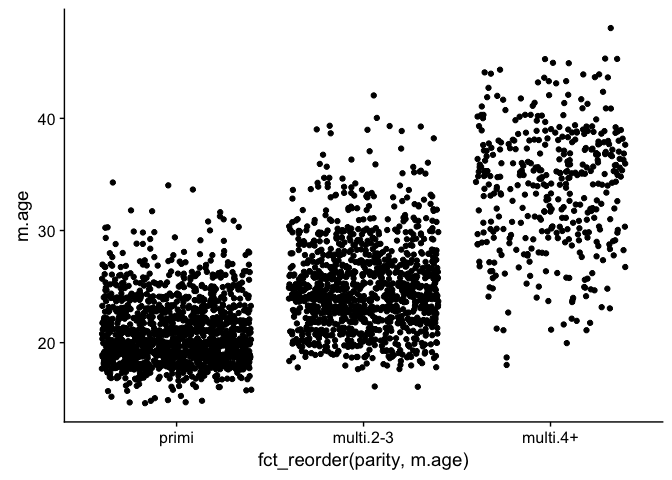 m.age
40
30
20
primi multi.2-3 multi.4+
fct_reorder(parity, m.age)